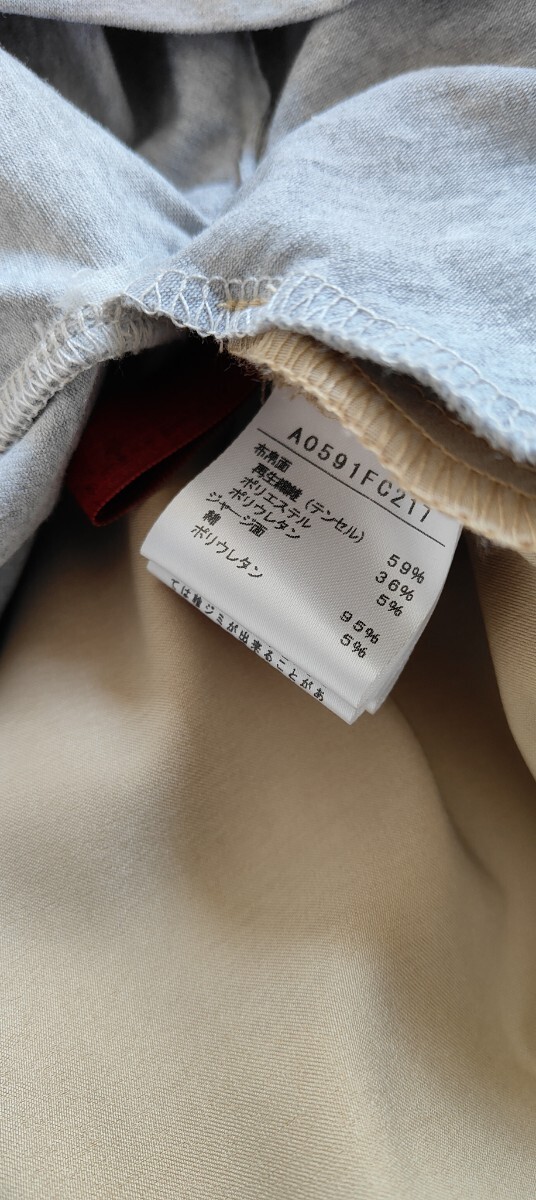 A0591FC211
布帛面
再生繊維 (テンセル) 59%
ポリエステル 36%
ポリウレタン 5%
ジャージ面
綿 95%
ポリウレタン 5%
ては輪ジミが出来ることがあ